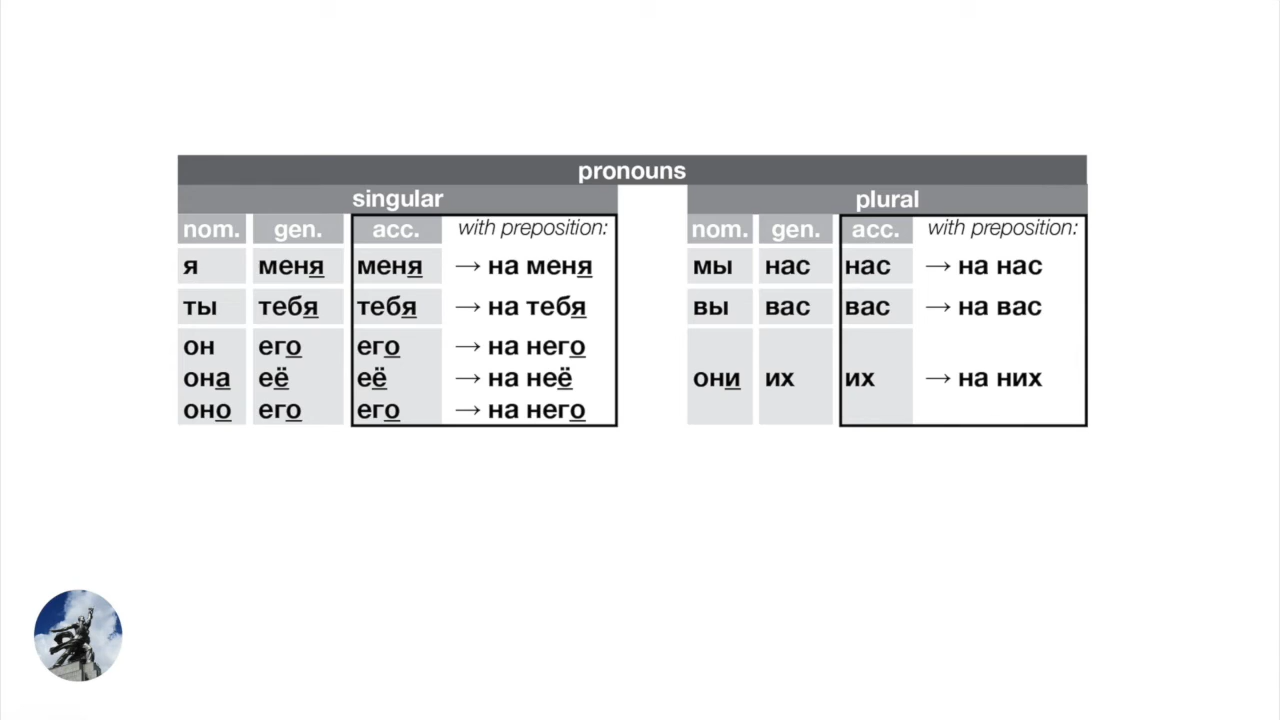 pronouns
singular plural
nom. gen. acc. with preposition: nom. gen. acc. with preposition:
я меня меня → на меня мы нас нас → на нас
ты тебя тебя → на тебя вы вас вас → на вас
он его его → на него
она её её → на неё они их их → на них
оно его его → на него